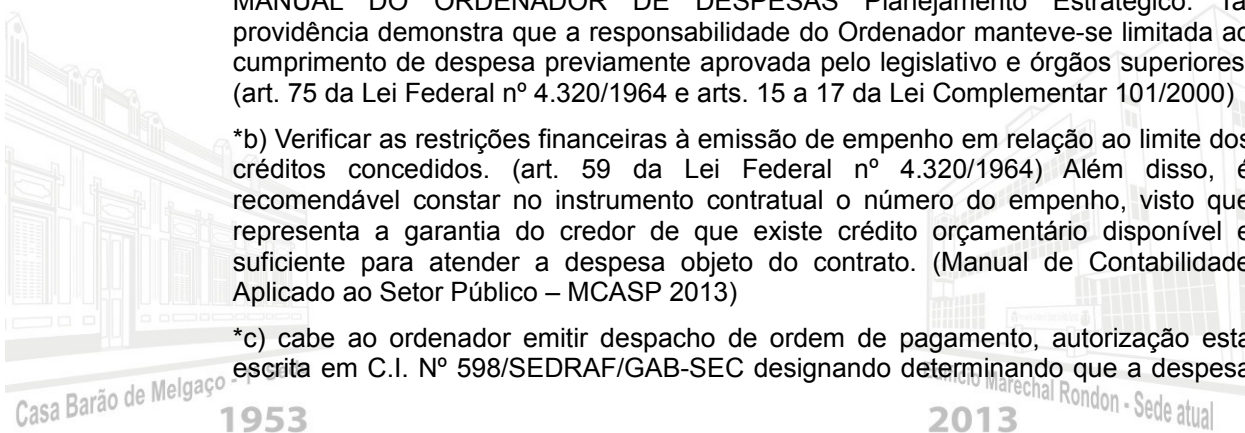 MANUAL DO ORDENADOR DE DESPESAS Planejamento Estratégico. Tal
providência demonstra que a responsabilidade do Ordenador manteve-se limitada ao
cumprimento de despesa previamente aprovada pelo legislativo e órgãos superiores.
(art. 75 da Lei Federal nº 4.320/1964 e arts. 15 a 17 da Lei Complementar 101/2000)
*b) Verificar as restrições financeiras à emissão de empenho em relação ao limite dos
créditos concedidos. (art. 59 da Lei Federal nº 4.320/1964) Além disso, é
recomendável constar no instrumento contratual o número do empenho, visto que
representa a garantia do credor de que existe crédito orçamentário disponível e
suficiente para atender a despesa objeto do contrato. (Manual de Contabilidade
Aplicado ao Setor Público – MCASP 2013)
*c) cabe ao ordenador emitir despacho de ordem de pagamento, autorização esta
escrita em C.I. Nº 598/SEDRAF/GAB-SEC designando determinando que a despesa
Casa Barão de Melgaço -
Marechal Rondon - Sede atual
1953
2013